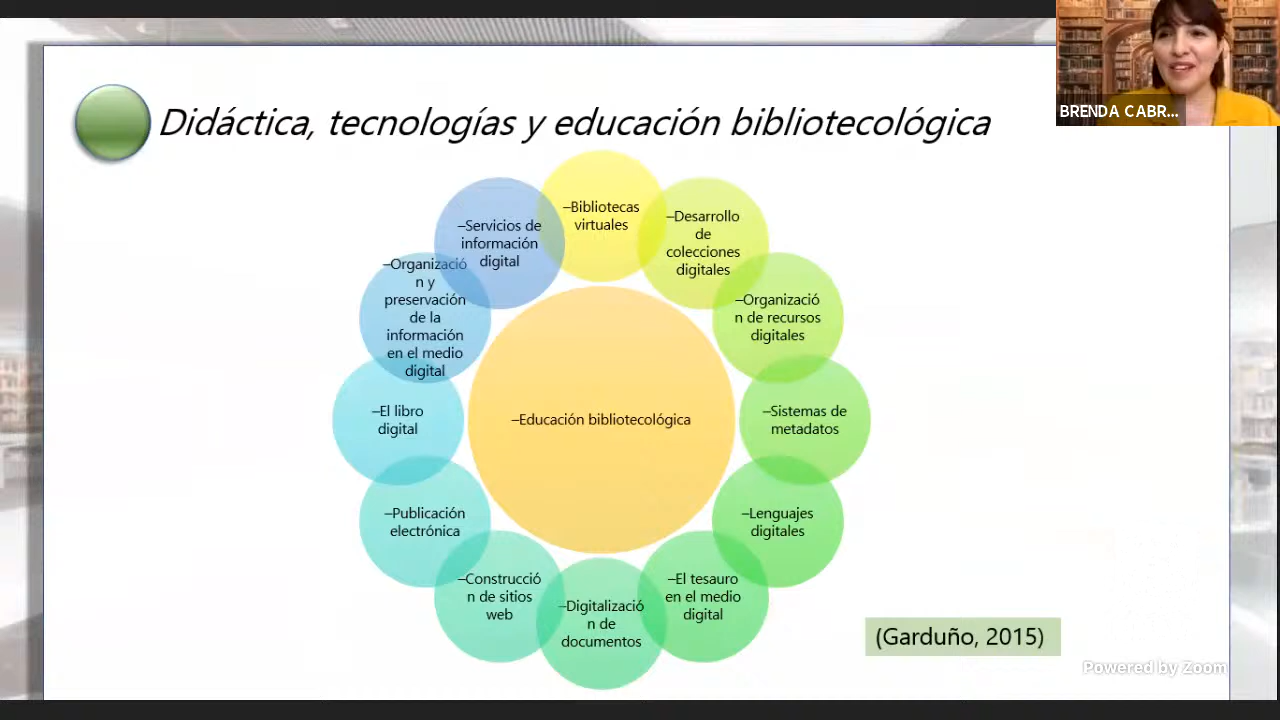 BRENDA CABR...
Didáctica, tecnologías y educación bibliotecológica
–Bibliotecas
virtuales
–Desarrollo
de
colecciones
digitales
–Organizació
n de recursos
digitales
–Sistemas de
metadatos
–Lenguajes
digitales
–El tesauro
en el medio
digital
–Digitalizació
n de
documentos
–Construcció
n de sitios
web
–Publicación
electrónica
–El libro
digital
–Organizació
n y
preservación
de la
información
en el medio
digital
–Servicios de
información
digital
–Educación bibliotecológica
(Garduño, 2015)
Powered by Zoom